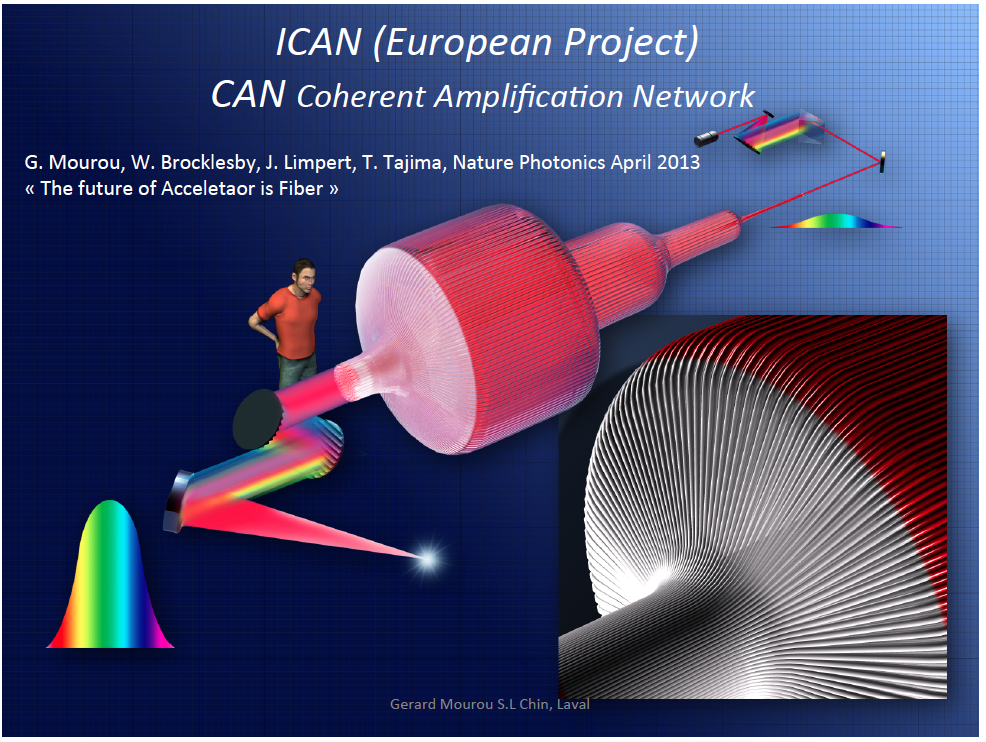 ICAN (European Project)
CAN Coherent Amplification Network
G. Mourou, W. Brocklesby, J. Limpert, T. Tajima, Nature Photonics April 2013
« The future of Acceletaor is Fiber »
Gerard Mourou S.L Chin, Laval